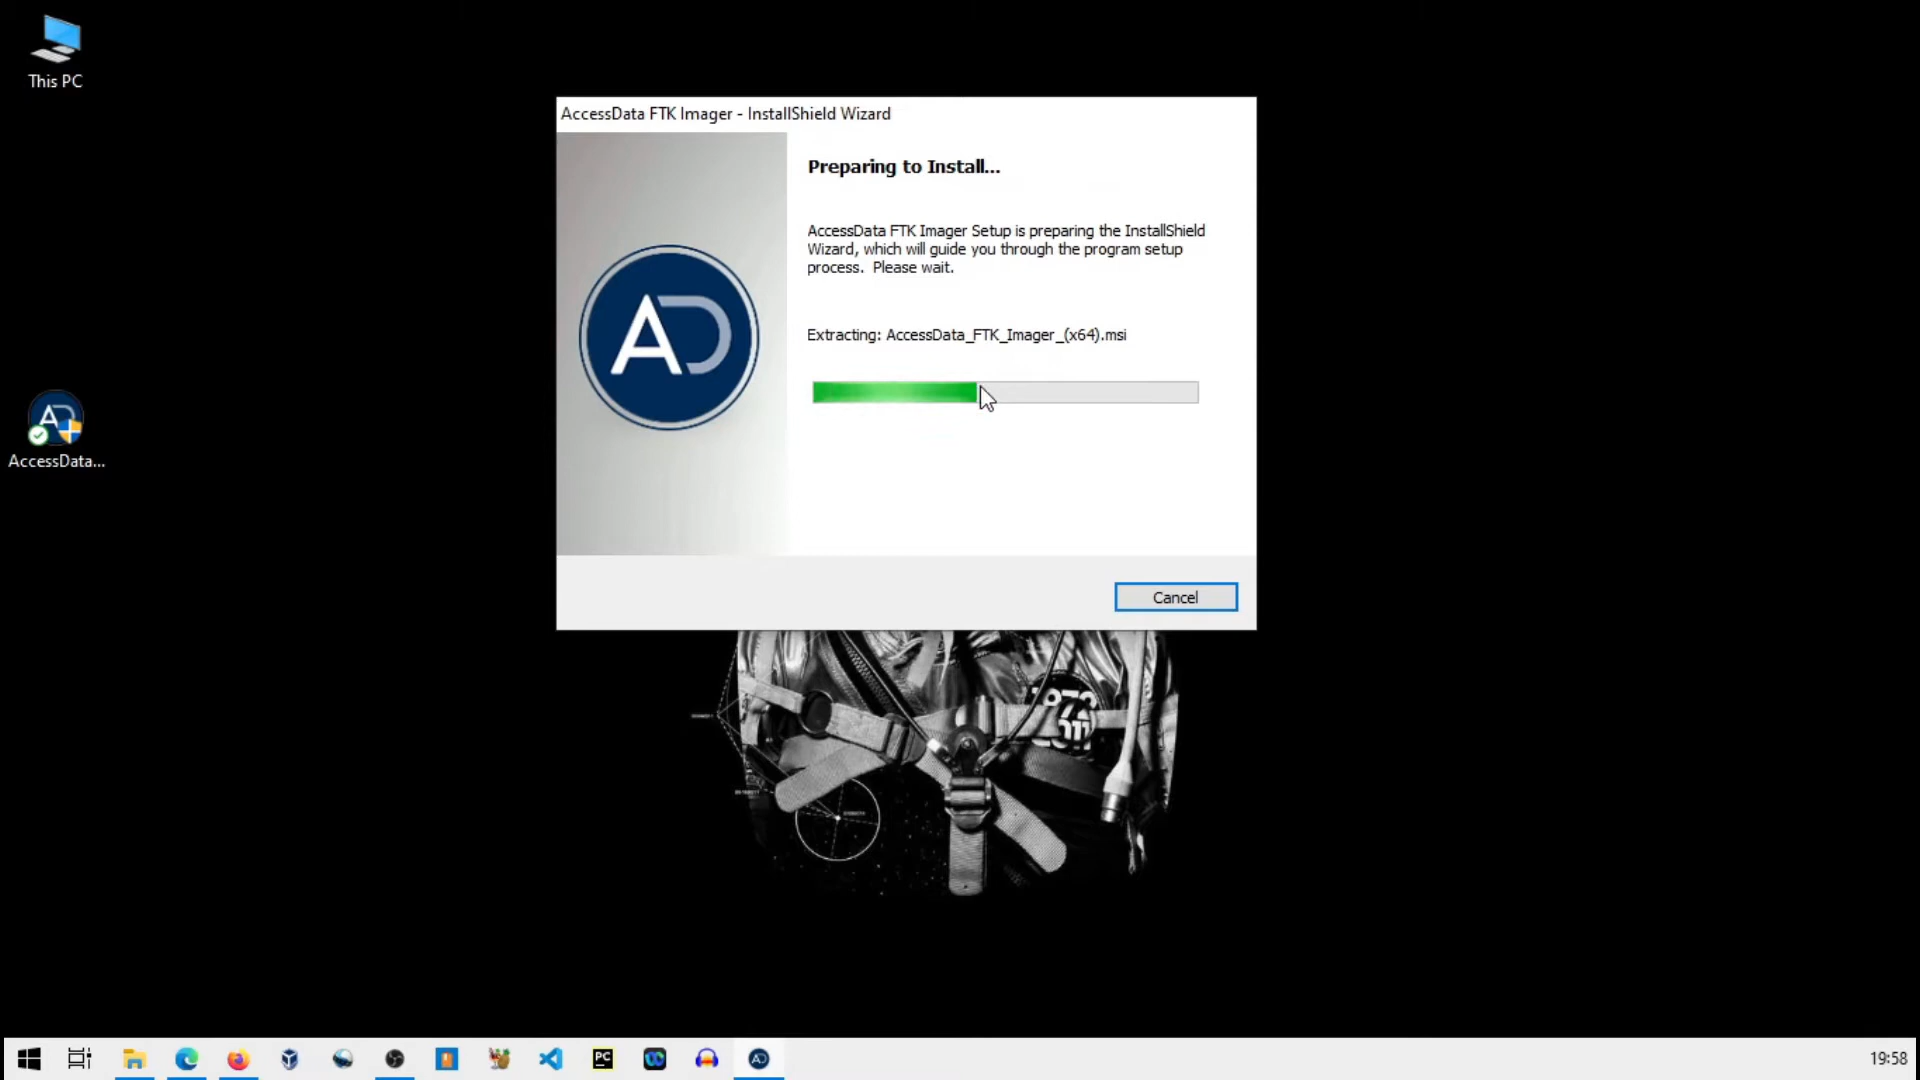 This PC
AccessData FTK Imager - InstallShield Wizard
Preparing to Install...
AccessData FTK Imager Setup is preparing the InstallShield
Wizard, which will guide you through the program setup
process. Please wait.
Extracting: AccessData_FTK_Imager_(x64).msi
AD
AccessData...
Cancel
PC
19:58